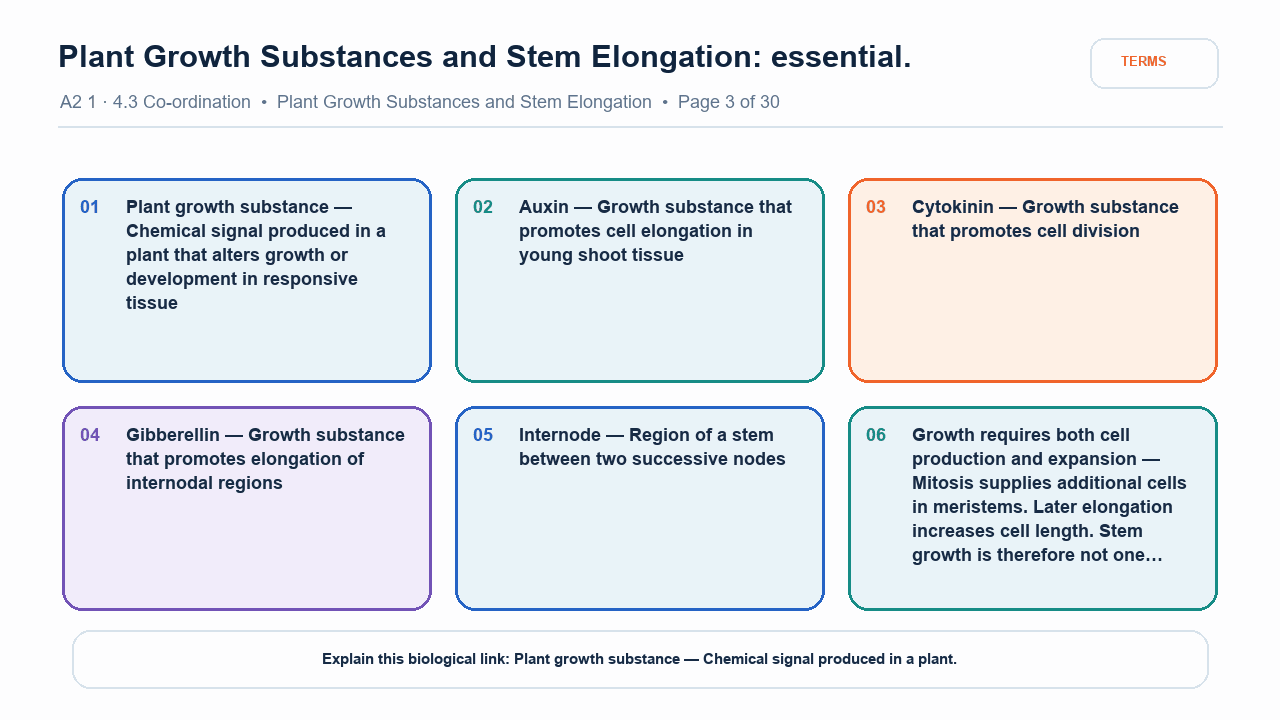 Plant Growth Substances and Stem Elongation: essential.
TERMS
A2 1 · 4.3 Co-ordination • Plant Growth Substances and Stem Elongation • Page 3 of 30
01
Plant growth substance —
Chemical signal produced in a
plant that alters growth or
development in responsive
tissue
02
Auxin — Growth substance that
promotes cell elongation in
young shoot tissue
03
Cytokinin — Growth substance
that promotes cell division
04
Gibberellin — Growth substance
that promotes elongation of
internodal regions
05
Internode — Region of a stem
between two successive nodes
06
Growth requires both cell
production and expansion —
Mitosis supplies additional cells
in meristems. Later elongation
increases cell length. Stem
growth is therefore not one…
Explain this biological link: Plant growth substance — Chemical signal produced in a plant.